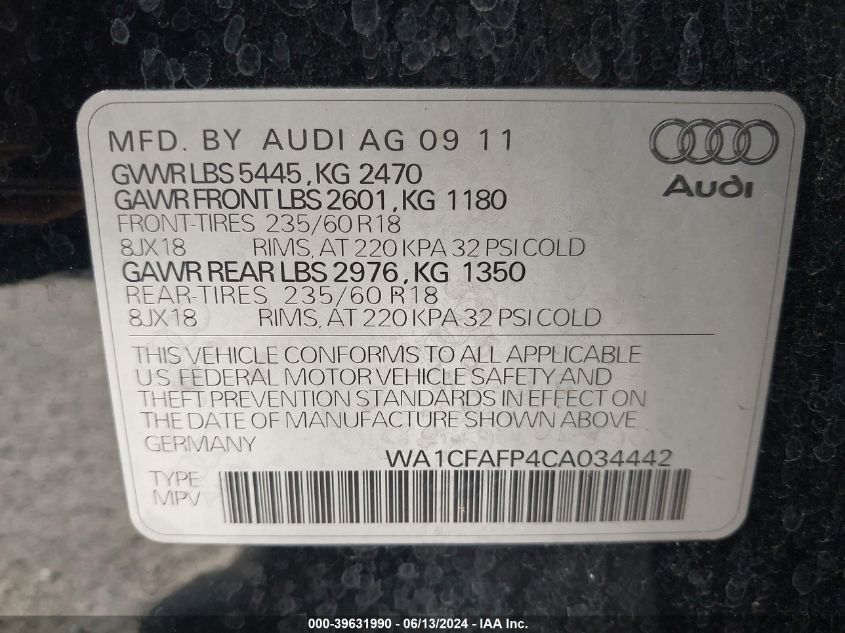 MFD. BY AUDI AG 09 11
GWWR LBS 5445, KG 2470
GAWR FRONT LBS 2601, KG 1180
FRONT-TIRES 235/60 R18
8JX18 RIMS, AT 220 KPA 32 PSI COLD
GAWR REAR LBS 2976, KG 1350
REAR-TIRES 235/60 R18
8JX18 RIMS, AT 220 KPA 32 PSI COLD
Audi
THIS VEHICLE CONFORMS TO ALL APPLICABLE
U.S. FEDERAL MOTOR VEHICLE SAFETY AND
THEFT PREVENTION STANDARDS IN EFFECT ON
THE DATE OF MANUFACTURE SHOWN ABOVE
GERMANY
WA1CFAFP4CA034442
TYPE
MPV
000-39631990 - 06/13/2024 - IAA Inc.